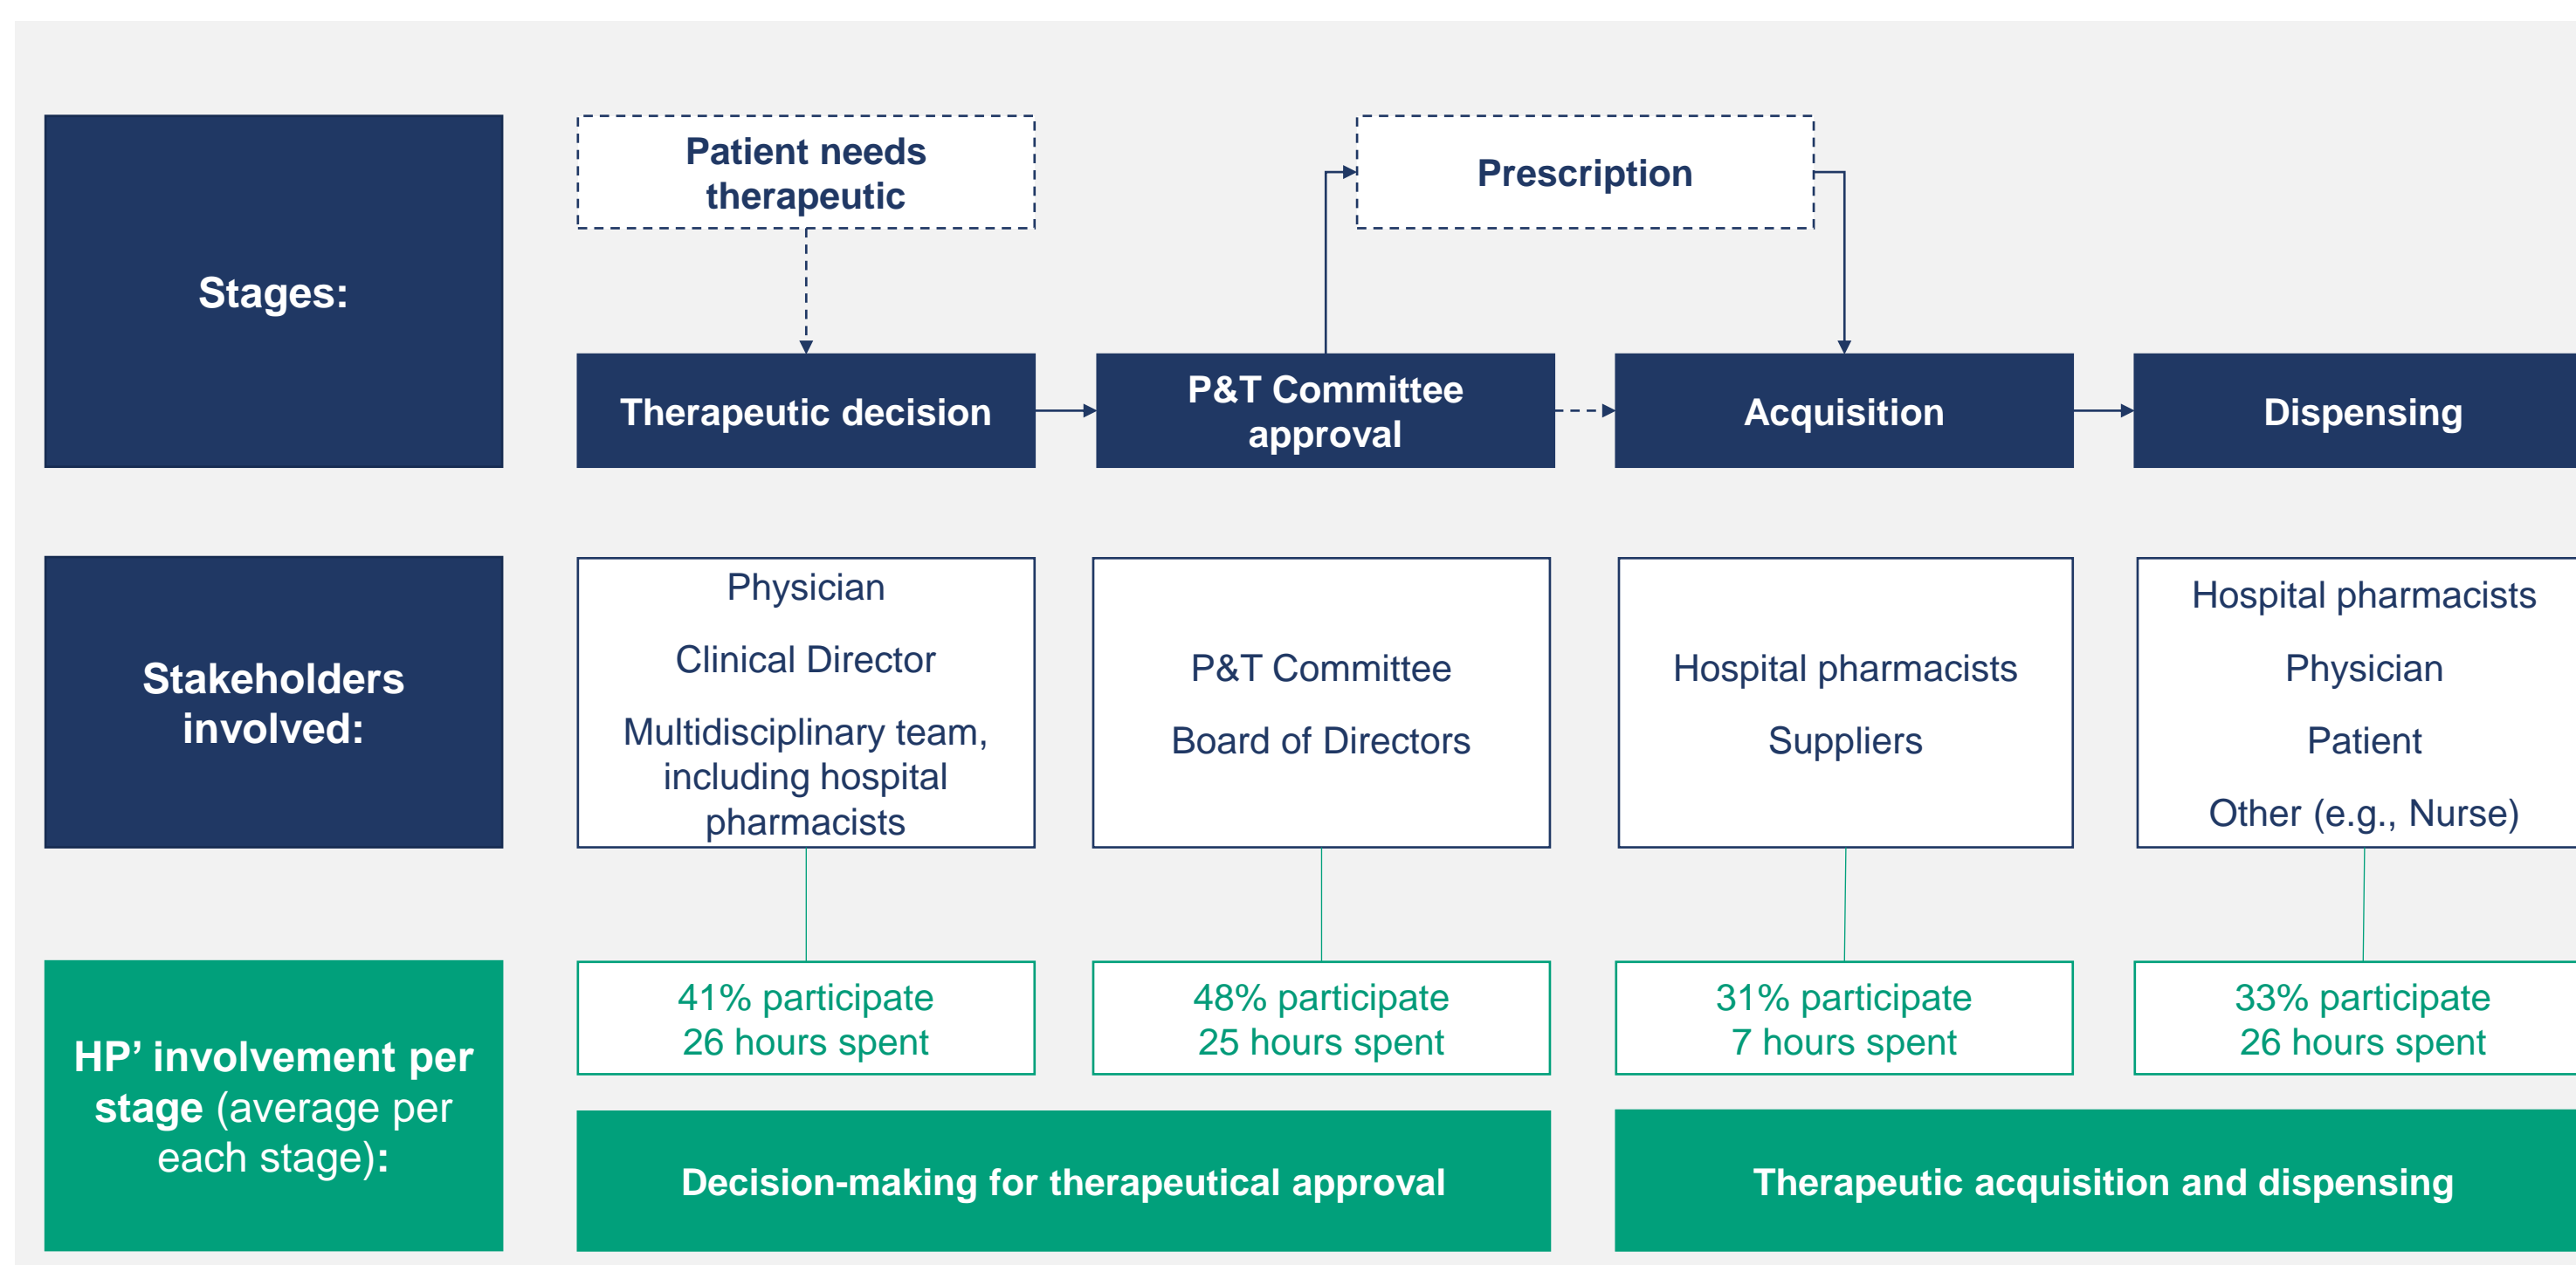 Stages:
Patient needs
therapeutic
Prescription
Therapeutic decision
P&T Committee
approval
Acquisition
Dispensing
Stakeholders
involved:
Physician
Clinical Director
Multidisciplinary team,
including hospital
pharmacists
P&T Committee
Board of Directors
Hospital pharmacists
Suppliers
Hospital pharmacists
Physician
Patient
Other (e.g., Nurse)
HP’ involvement per
stage (average per
each stage):
41% participate
26 hours spent
48% participate
25 hours spent
31% participate
7 hours spent
33% participate
26 hours spent
Decision-making for therapeutical approval
Therapeutic acquisition and dispensing